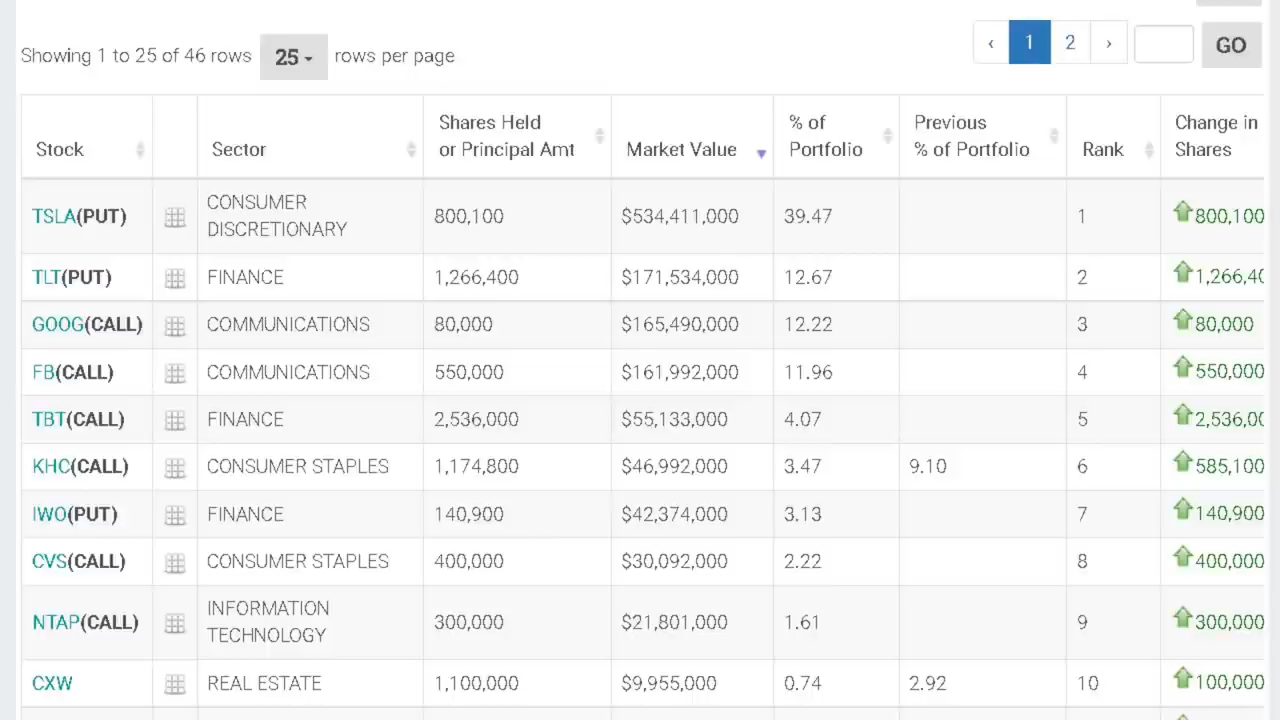 Showing 1 to 25 of 46 rows 25 rows per page ‹ 1 2 › GO
Stock Sector Shares Held or Principal Amt Market Value % of Portfolio Previous % of Portfolio Rank Change in Shares
TSLA(PUT) CONSUMER DISCRETIONARY 800,100 $534,411,000 39.47 1 800,100
TLT(PUT) FINANCE 1,266,400 $171,534,000 12.67 2 1,266,40
GOOG(CALL) COMMUNICATIONS 80,000 $165,490,000 12.22 3 80,000
FB(CALL) COMMUNICATIONS 550,000 $161,992,000 11.96 4 550,000
TBT(CALL) FINANCE 2,536,000 $55,133,000 4.07 5 2,536,00
KHC(CALL) CONSUMER STAPLES 1,174,800 $46,992,000 3.47 9.10 6 585,100
IWO(PUT) FINANCE 140,900 $42,374,000 3.13 7 140,900
CVS(CALL) CONSUMER STAPLES 400,000 $30,092,000 2.22 8 400,000
NTAP(CALL) INFORMATION TECHNOLOGY 300,000 $21,801,000 1.61 9 300,000
CXW REAL ESTATE 1,100,000 $9,955,000 0.74 2.92 10 100,000